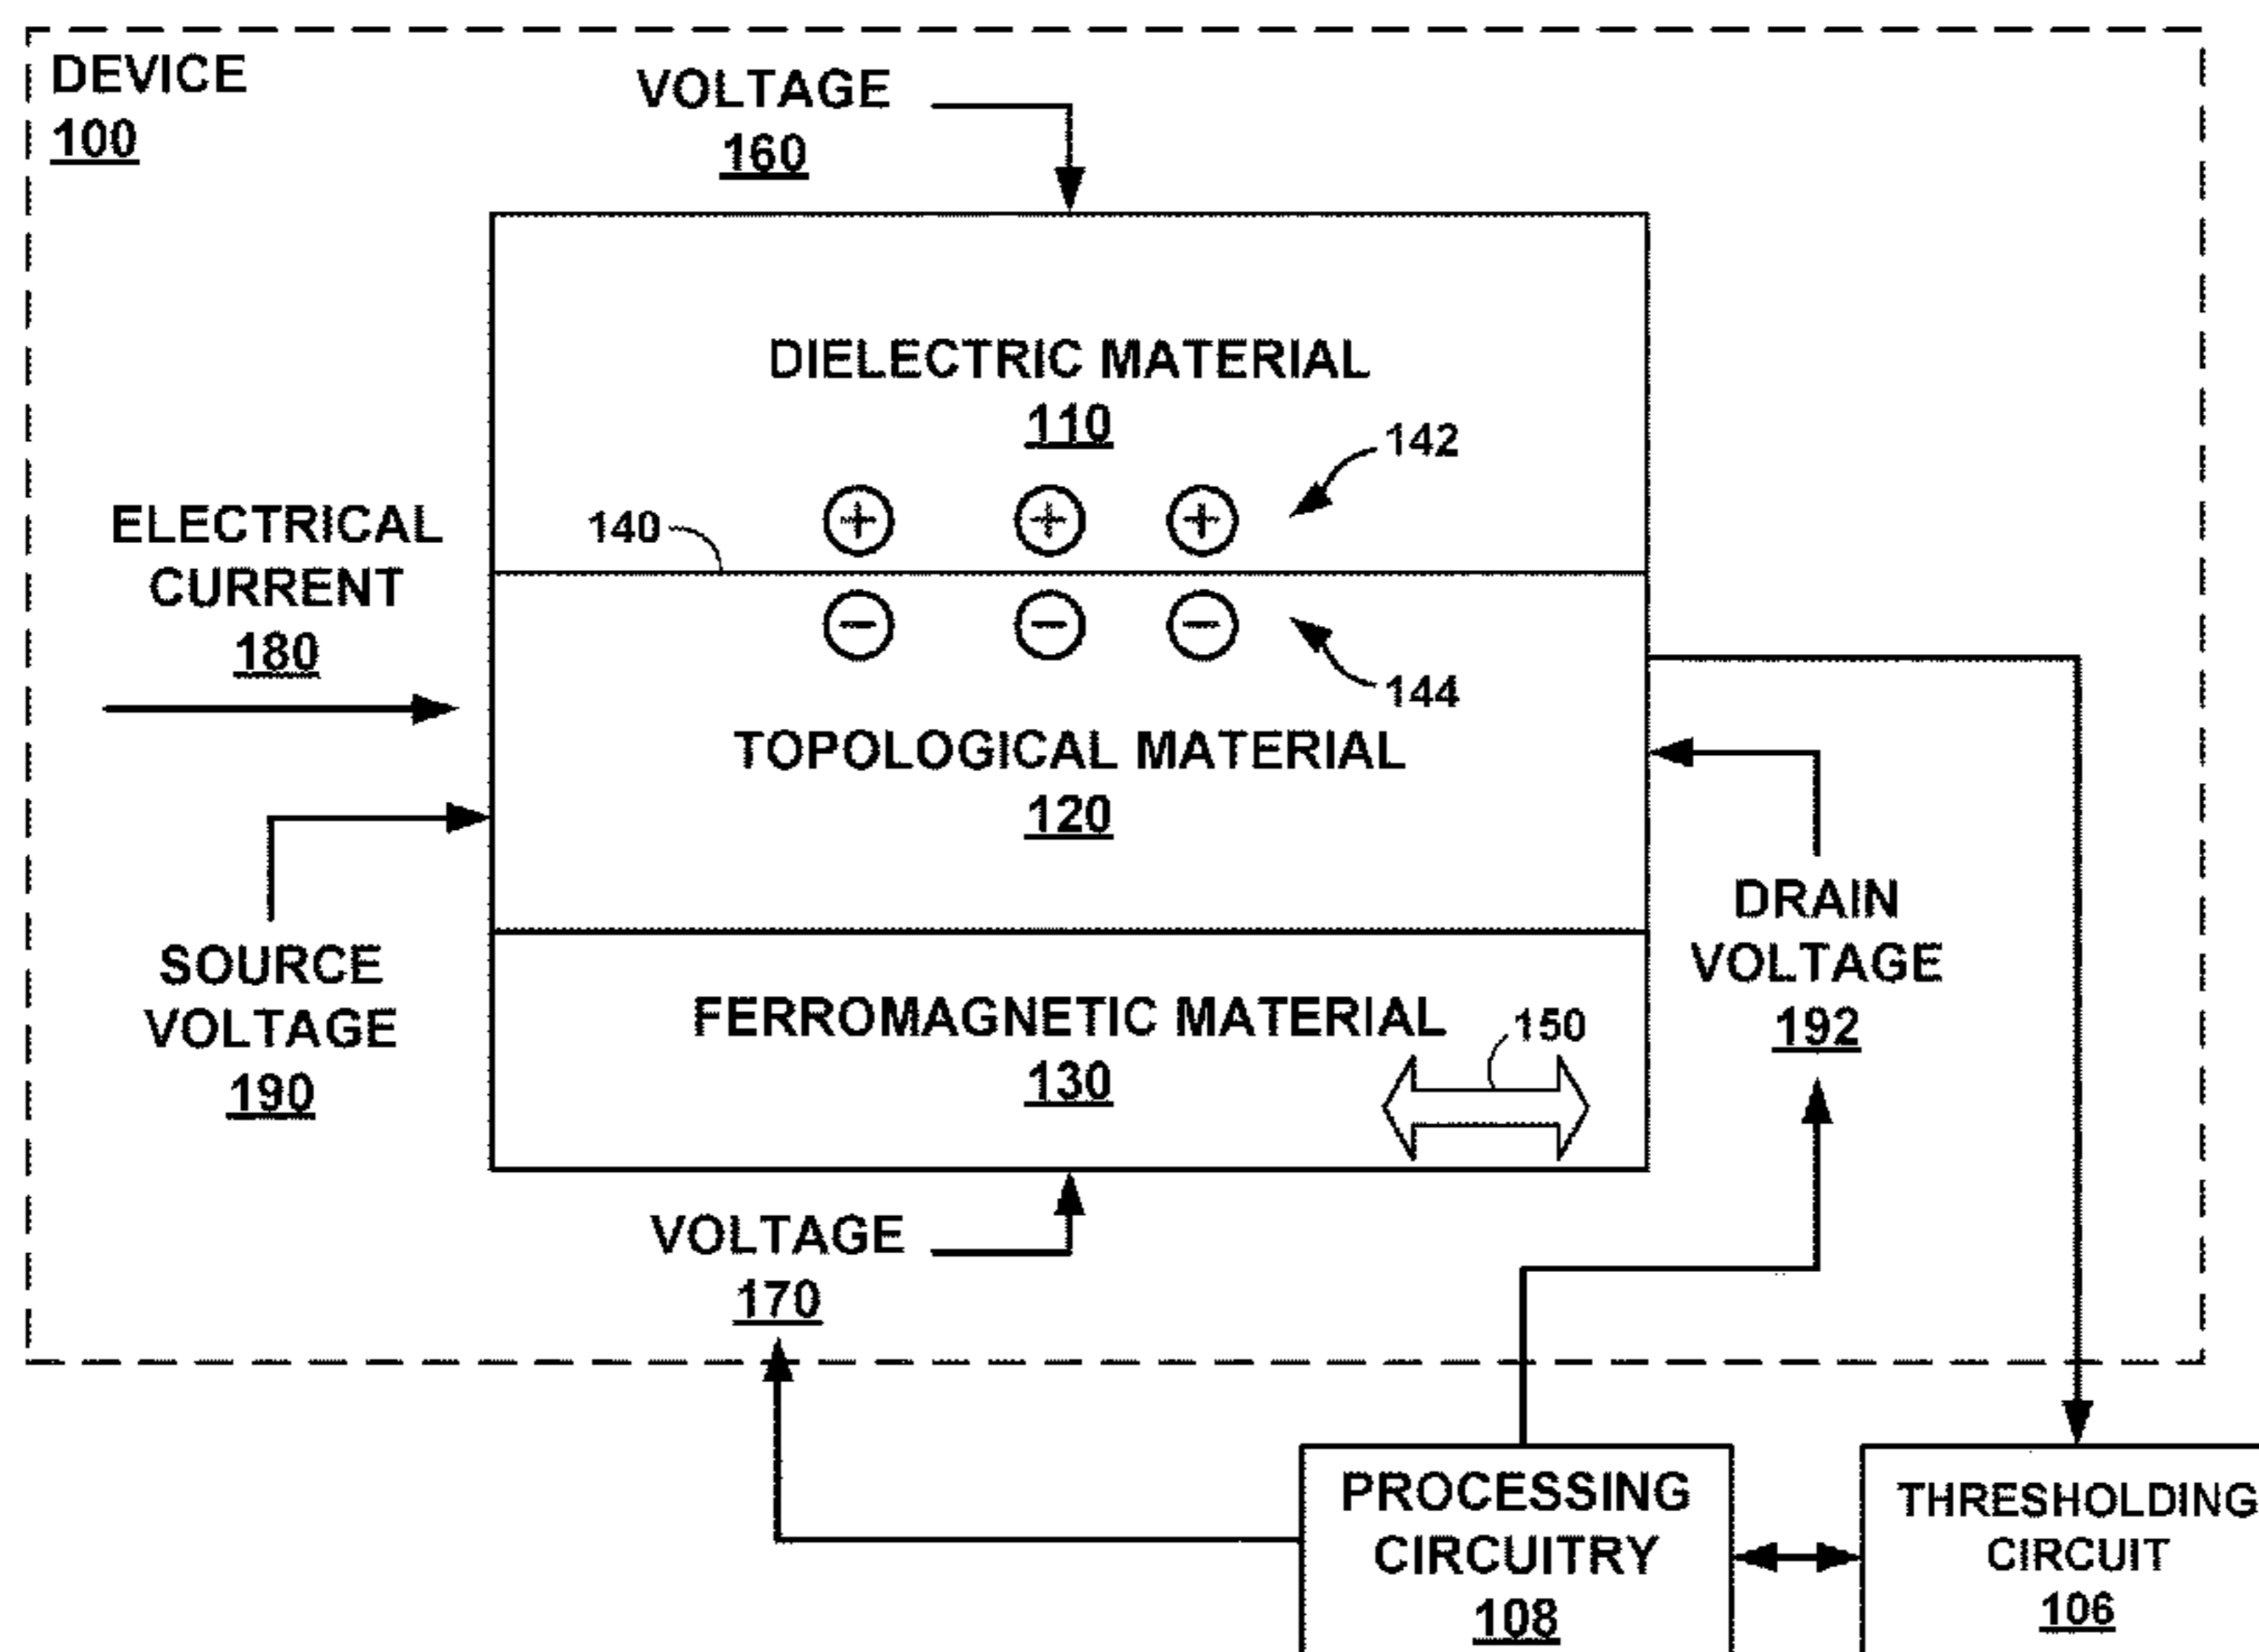 DEVICE
100
VOLTAGE
160
DIELECTRIC MATERIAL
110
142
ELECTRICAL
CURRENT
180
140
+ + +
− − −
144
TOPOLOGICAL MATERIAL
120
SOURCE
VOLTAGE
190
DRAIN
VOLTAGE
192
FERROMAGNETIC MATERIAL
130
150
VOLTAGE
170
PROCESSING
CIRCUITRY
108
THRESHOLDING
CIRCUIT
106